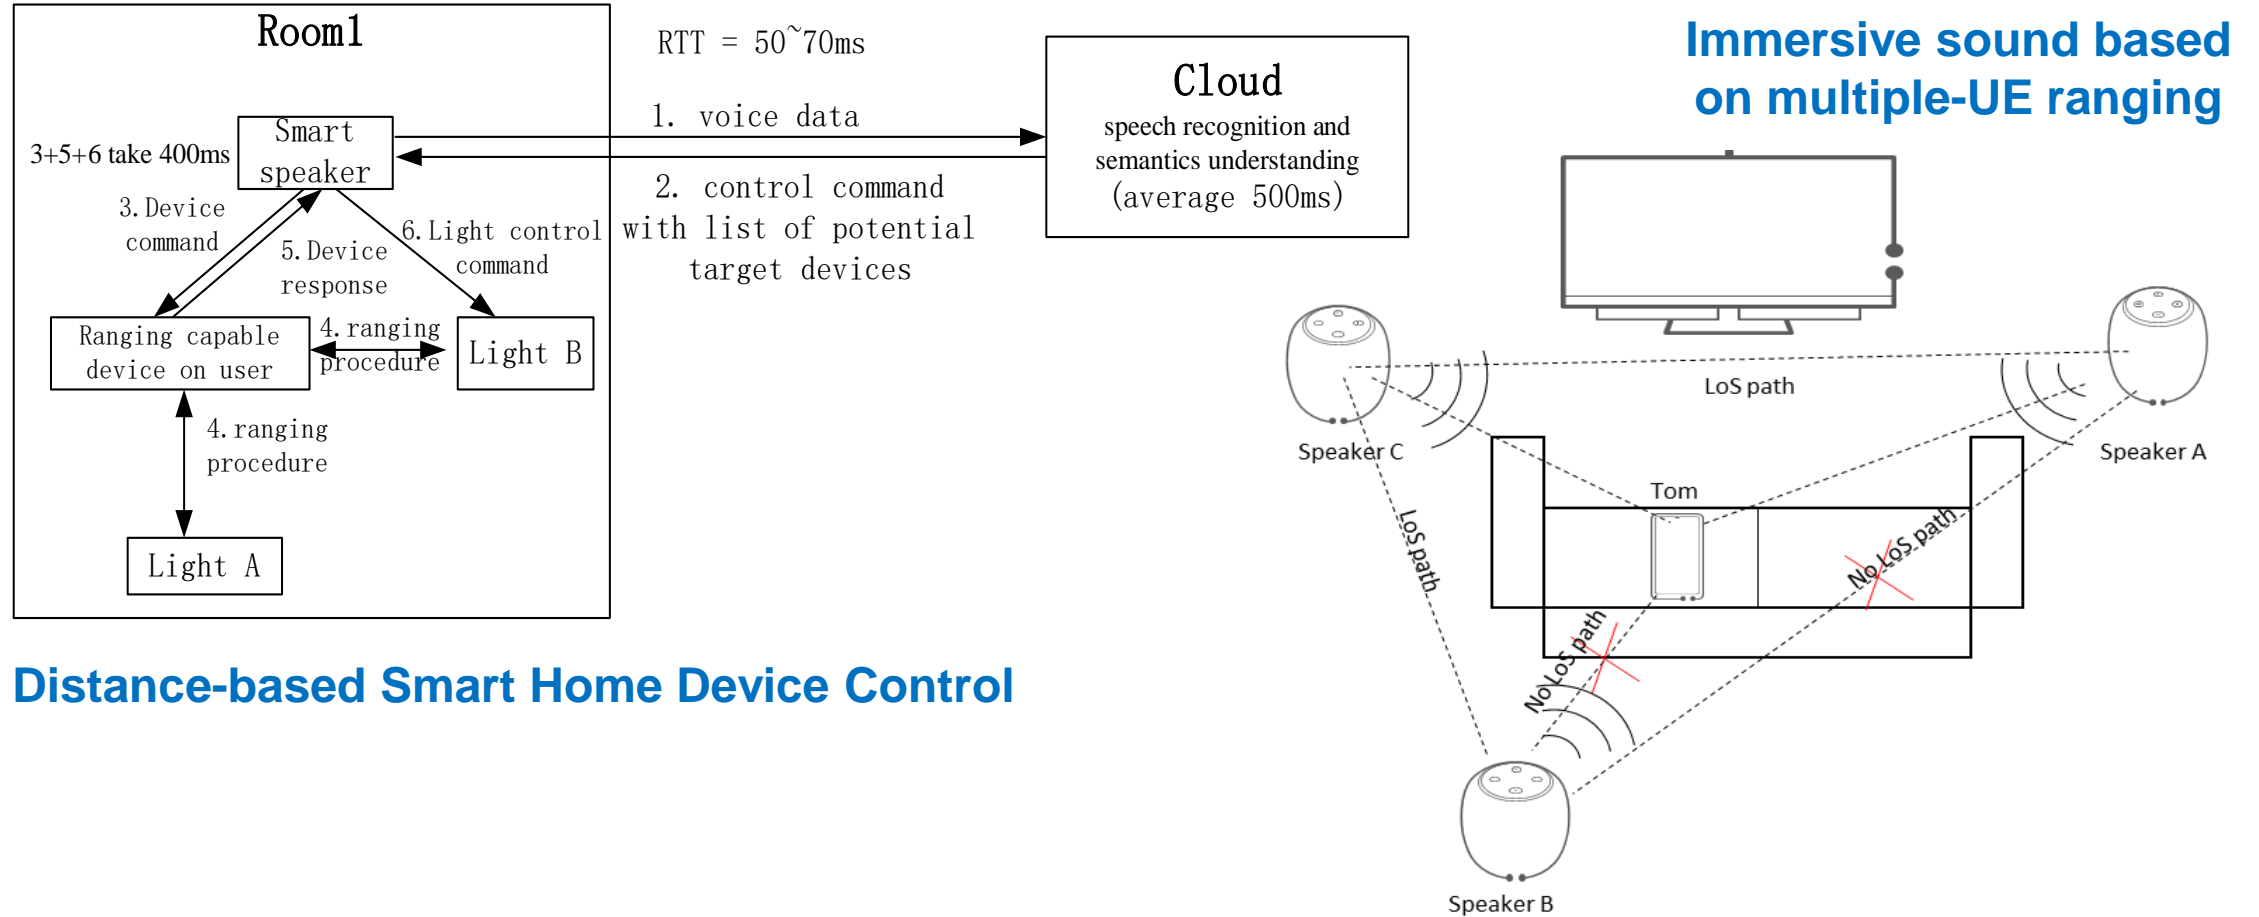 Room1
RTT = 50~70ms
Cloud
speech recognition and
semantics understanding
(average 500ms)
1. voice data
2. control command
with list of potential
target devices
Smart
speaker
3+5+6 take 400ms
3.Device
command
5.Device
response
6.Light control
command
Ranging capable
device on user
4.ranging
procedure
Light B
4.ranging
procedure
Light A
Distance-based Smart Home Device Control
Immersive sound based
on multiple-UE ranging
LoS path
Speaker C
Speaker A
Tom
LoS path
No LoS path
No LoS path
Speaker B